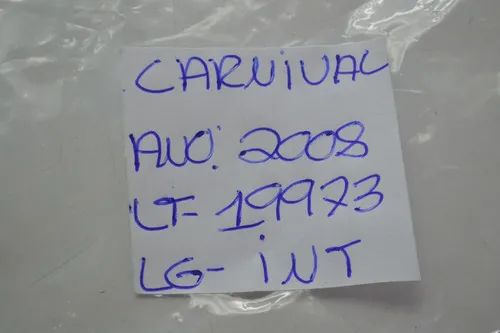 CARNIVAL
ANO. 2008
LT- 19973
LG- INT